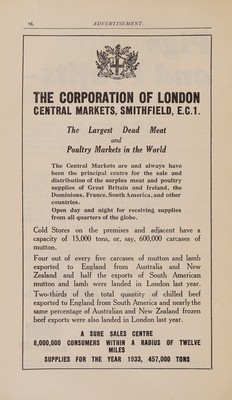 vi. ADVERTISEMENT.
THE CORPORATION OF LONDON
CENTRAL MARKETS, SMITHFIELD, E.C.1.
The Largest Dead Meat
and
Poultry Markets in the World
The Central Markets are and always have
been the principal centre for the sale and
distribution of the surplus meat and poultry
supplies of Great Britain and Ireland, the
Dominions, France, South America, and other
countries.
Open day and night for receiving supplies
from all quarters of the globe.
Cold Stores on the premises and adjacent have a
capacity of 15,000 tons, or, say, 600,000 carcases of
mutton.
Four out of every five carcases of mutton and lamb
exported to England from Australia and New
Zealand and half the exports of South American
mutton and lamb were landed in London last year.
Two-thirds of the total quantity of chilled beef
exported to England from South America and nearly the
same percentage of Australian and New Zealand frozen
beef exports were also landed in London last year.
A SURE SALES CENTRE
8,000,000 CONSUMERS WITHIN A RADIUS OF TWELVE
MILES
SUPPLIES FOR THE YEAR 1933, 457,000 TONS